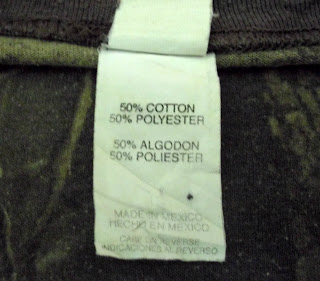 50% COTTON
50% POLYESTER
50% ALGODON
50% POLIESTER
MADE IN MEXICO
HECHO EN MEXICO
CARE ON REVERSE
INDICACIONES AL REVERSO